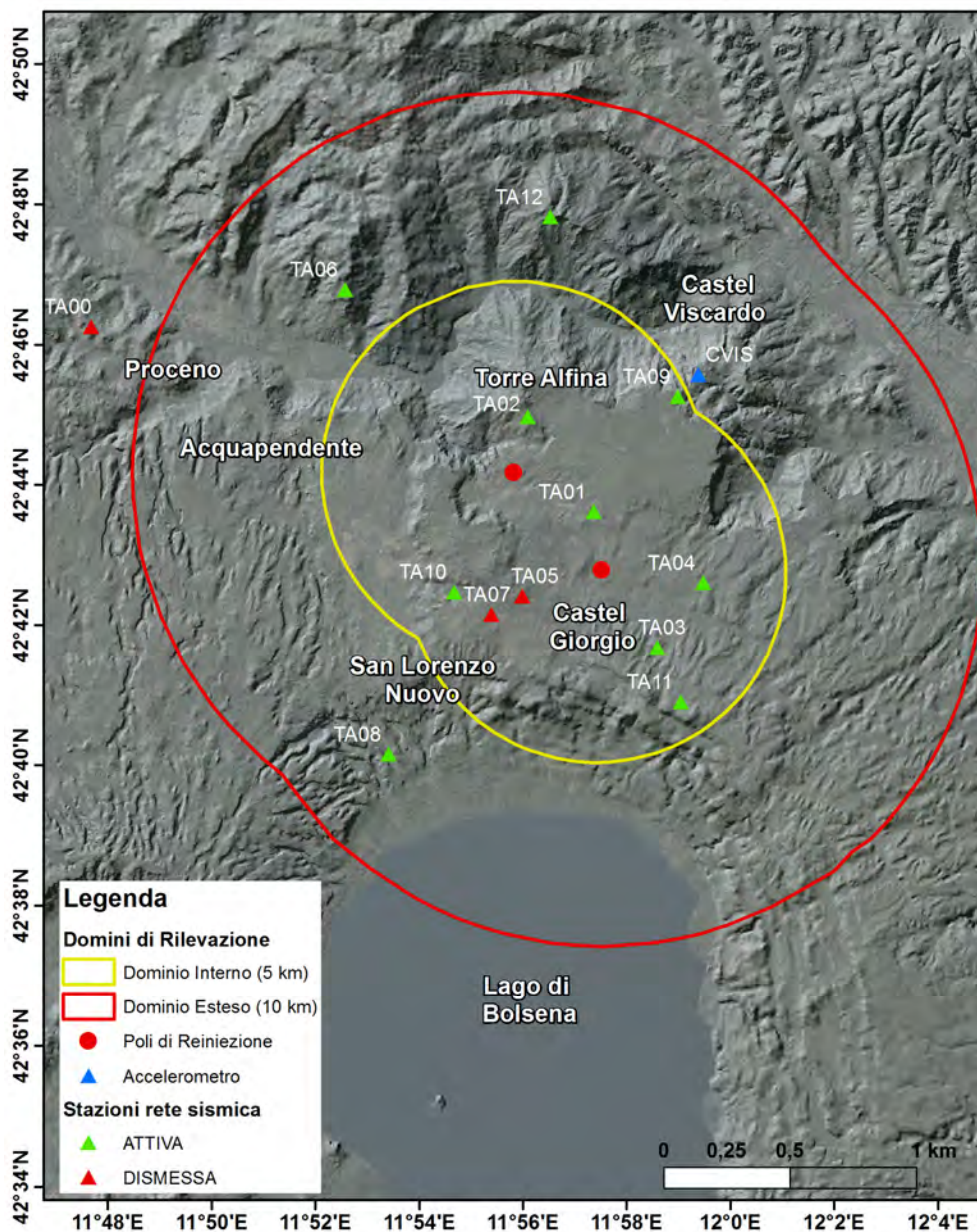 42°50'N
42°48'N
42°46'N
42°44'N
42°42'N
42°40'N
42°38'N
42°36'N
42°34'N
TA12
TA06
Castel
Viscardo
TA00
CVIS
Proceno
Torre Alfina
TA09
TA02
Acquapendente
TA01
TA04
TA10
TA05
TA07
Castel
Giorgio
TA03
San Lorenzo
Nuovo
TA11
TA08
Lago di
Bolsena
Legenda
Domini di Rilevazione
Dominio Interno (5 km)
Dominio Esteso (10 km)
Poli di Reiniezione
Accelerometro
Stazioni rete sismica
ATTIVA
DISMESSA
0 0,25 0,5 1 km
11°48'E 11°50'E 11°52'E 11°54'E 11°56'E 11°58'E 12°0'E 12°2'E 12°4'E